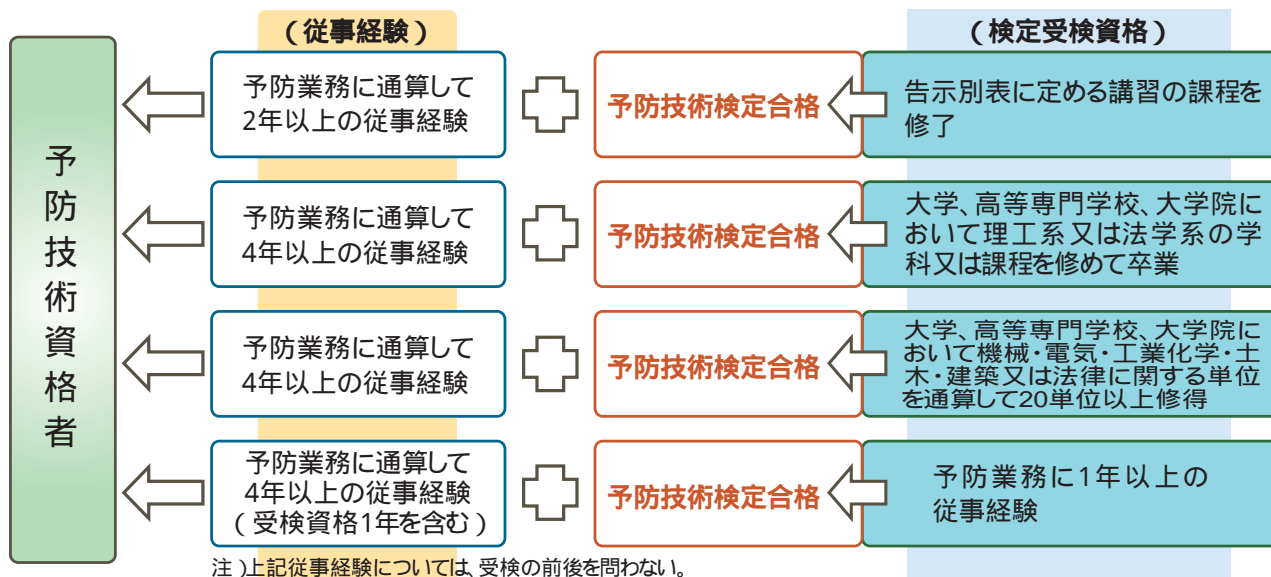 （従事経験）
（検定受検資格）
予防技術資格者
予防業務に通算して
2年以上の従事経験
予防技術検定合格
告示別表に定める講習の課程を
修了
予防業務に通算して
4年以上の従事経験
予防技術検定合格
大学、高等専門学校、大学院に
おいて理工系又は法学系の学
科又は課程を修めて卒業
予防業務に通算して
4年以上の従事経験
予防技術検定合格
大学、高等専門学校、大学院に
おいて機械・電気・工業化学・土
木・建築又は法律に関する単位
を通算して20単位以上修得
予防業務に通算して
4年以上の従事経験
（受検資格1年を含む）
予防技術検定合格
予防業務に1年以上の
従事経験
注）上記従事経験については、受検の前後を問わない。